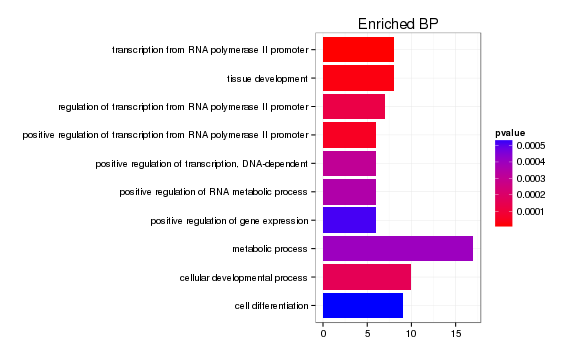 Enriched BP
transcription from RNA polymerase II promoter
tissue development
regulation of transcription from RNA polymerase II promoter
positive regulation of transcription from RNA polymerase II promoter
positive regulation of transcription, DNA-dependent
positive regulation of RNA metabolic process
positive regulation of gene expression
metabolic process
cellular developmental process
cell differentiation
0 5 10 15
pvalue
0.0005
0.0004
0.0003
0.0002
0.0001